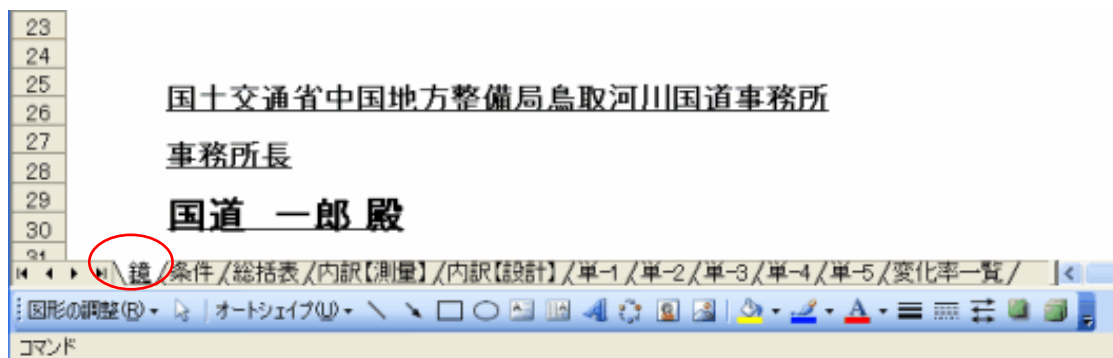 23
24
25
国土交通省中国地方整備局鳥取河川国道事務所
26
27
事務所長
28
29
国道 一郎 殿
30
31
鏡/条件/総括表/内訳【測量】/内訳【設計】/単-1/単-2/単-3/単-4/単-5/変化率一覧/
図形の調整(R) オートシェイプ(U)
コマンド